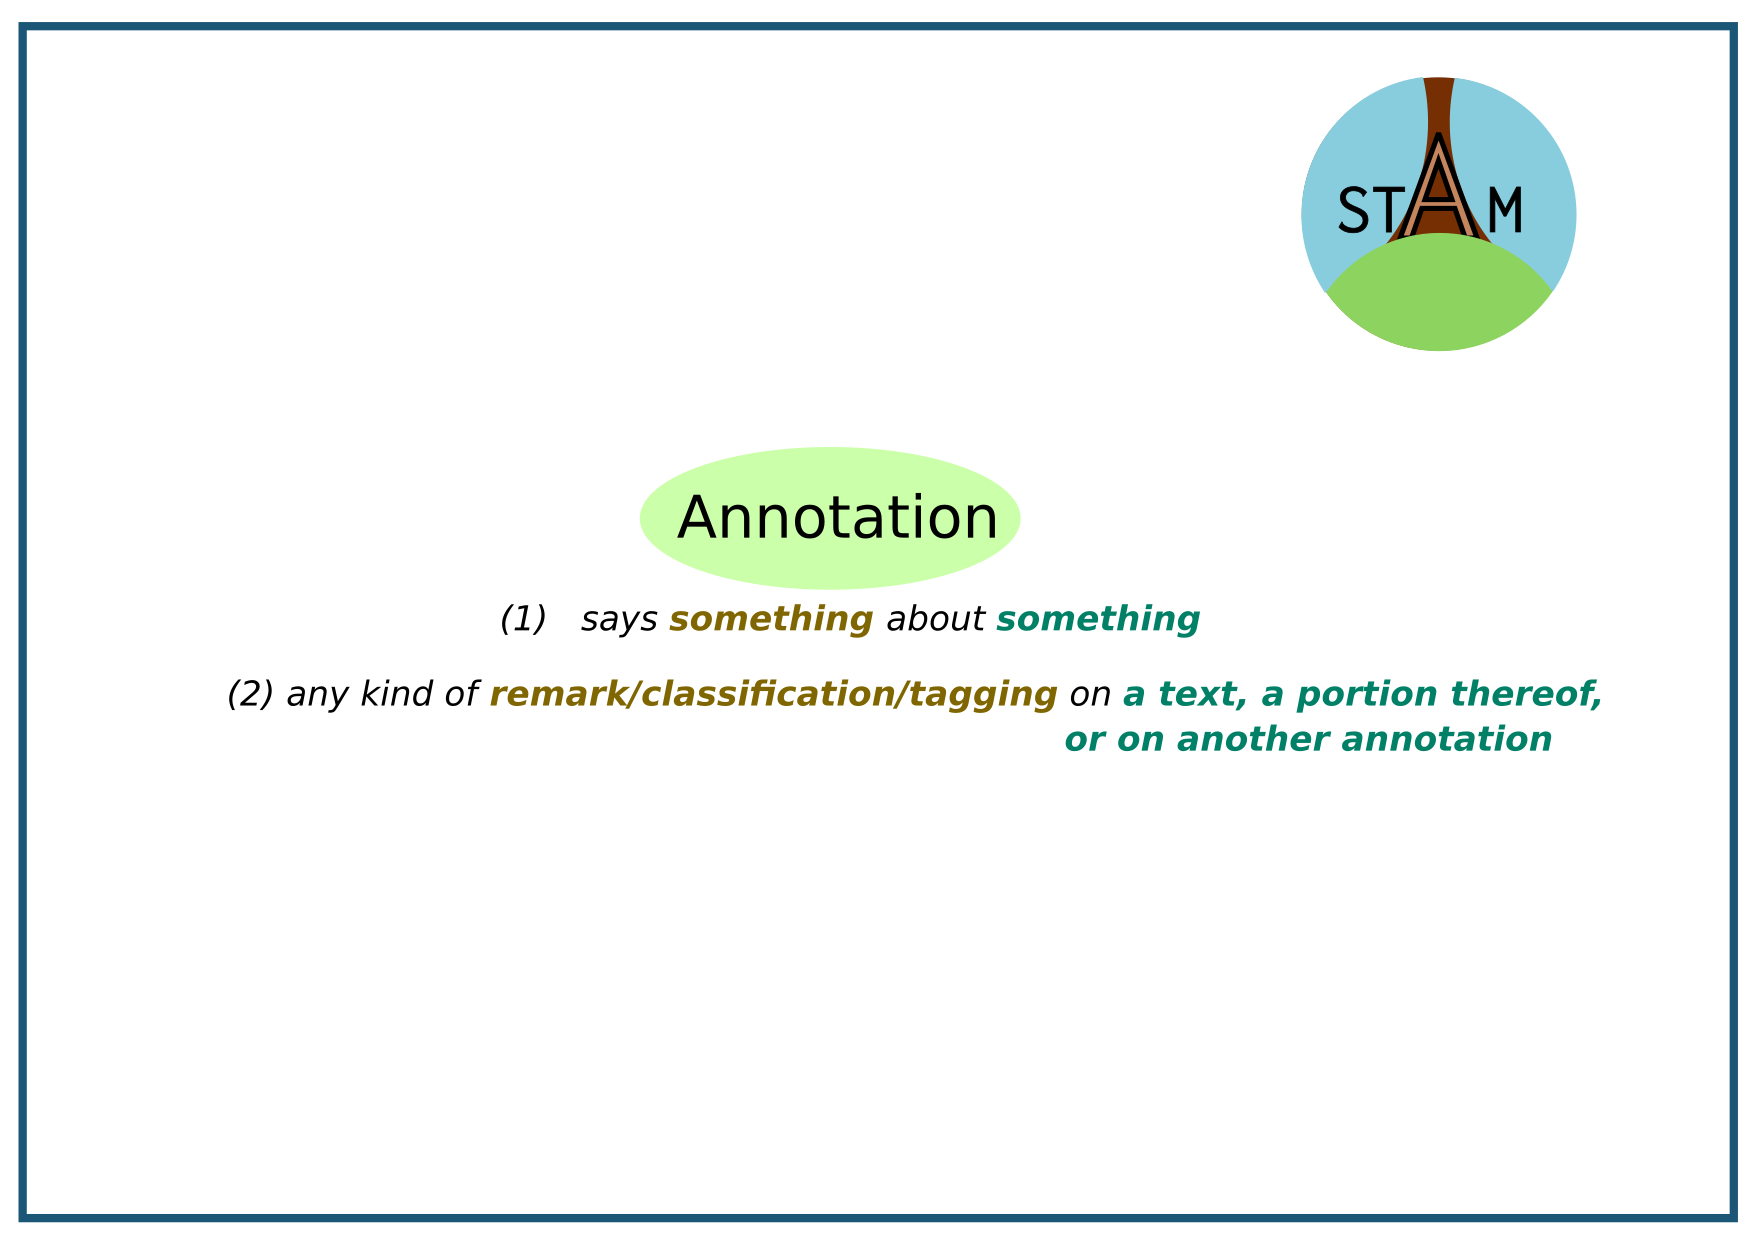 STAM
Annotation
(1) says something about something
(2) any kind of remark/classification/tagging on a text, a portion thereof,
or on another annotation